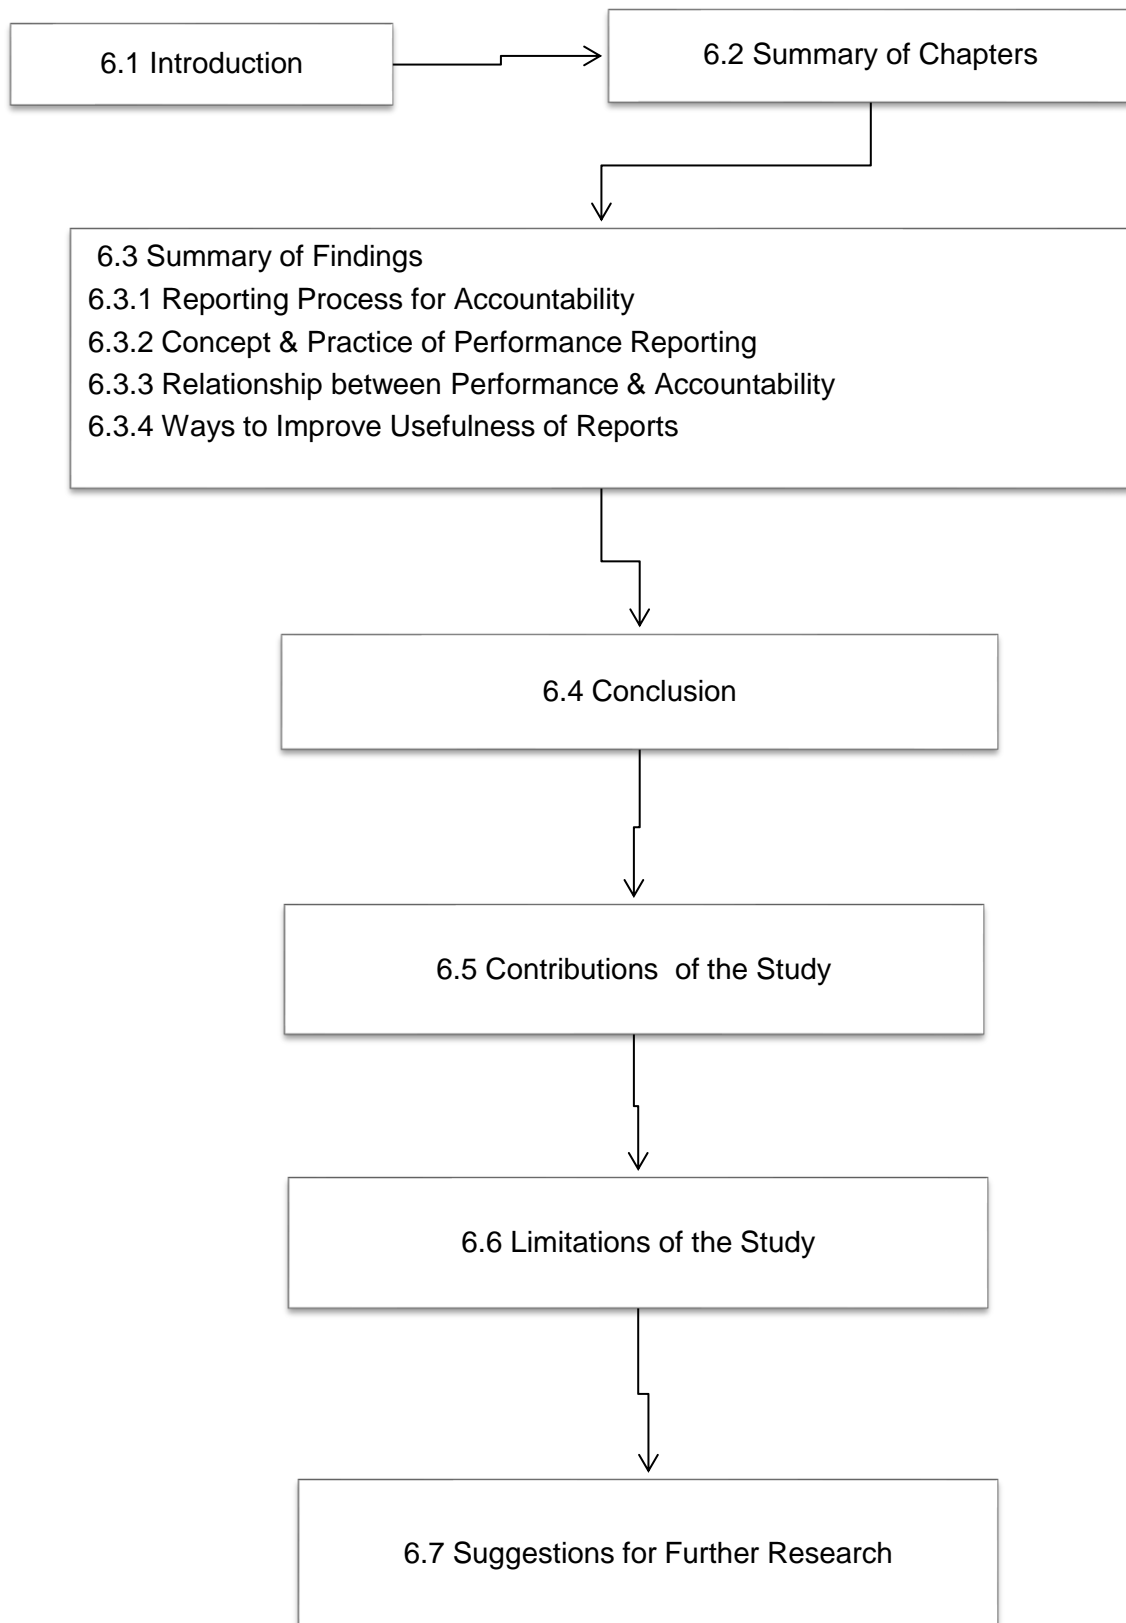 6.1 Introduction
6.2 Summary of Chapters
6.3 Summary of Findings
6.3.1 Reporting Process for Accountability
6.3.2 Concept & Practice of Performance Reporting
6.3.3 Relationship between Performance & Accountability
6.3.4 Ways to Improve Usefulness of Reports
6.4 Conclusion
6.5 Contributions  of the Study
6.6 Limitations of the Study
6.7 Suggestions for Further Research